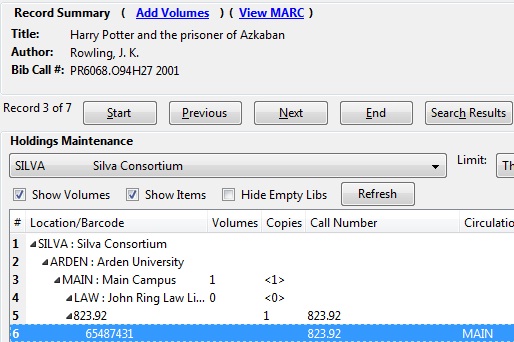 Record Summary ( Add Volumes ) ( View MARC )
Title: Harry Potter and the prisoner of Azkaban
Author: Rowling, J. K.
Bib Call #: PR6068.O94H27 2001
Record 3 of 7 Start Previous Next End Search Results
Holdings Maintenance
SILVA Silva Consortium Limit: Th
Show Volumes Show Items Hide Empty Libs Refresh
# Location/Barcode Volumes Copies Call Number Circulation
1 SILVA : Silva Consortium
2 ARDEN : Arden University
3 MAIN : Main Campus 1 <1>
4 LAW : John Ring Law Li... 0 <0>
5 823.92 1 823.92
6 65487431 823.92 MAIN